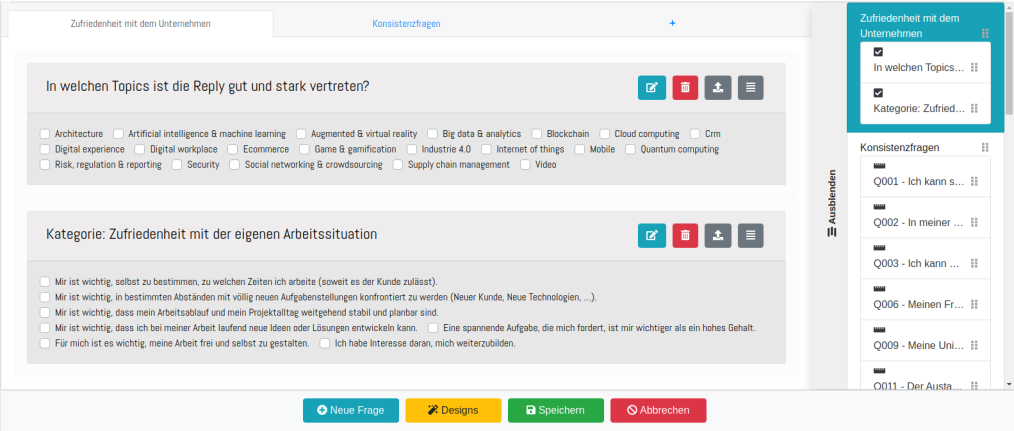 Zufriedenheit mit dem Unternehmen
Konsistenzfragen
+
In welchen Topics ist die Reply gut und stark vertreten?
Architecture Artificial intelligence & machine learning Augmented & virtual reality Big data & analytics Blockchain Cloud computing Crm
Digital experience Digital workplace Ecommerce Game & gamification Industrie 4.0 Internet of things Mobile Quantum computing
Risk, regulation & reporting Security Social networking & crowdsourcing Supply chain management Video
Kategorie: Zufriedenheit mit der eigenen Arbeitssituation
Mir ist wichtig, selbst zu bestimmen, zu welchen Zeiten ich arbeite (soweit es der Kunde zulässt).
Mir ist wichtig, in bestimmten Abständen mit völlig neuen Aufgabenstellungen konfrontiert zu werden (Neuer Kunde, Neue Technologien, ...).
Mir ist wichtig, dass mein Arbeitsablauf und mein Projektalltag weitgehend stabil und planbar sind.
Mir ist wichtig, dass ich bei meiner Arbeit laufend neue Ideen oder Lösungen entwickeln kann. Eine spannende Aufgabe, die mich fordert, ist mir wichtiger als ein hohes Gehalt.
Für mich ist es wichtig, meine Arbeit frei und selbst zu gestalten. Ich habe Interesse daran, mich weiterzubilden.
Ausblenden
Zufriedenheit mit dem
Unternehmen
In welchen Topics...
Kategorie: Zufried...
Konsistenzfragen
Q001 - Ich kann s...
Q002 - In meiner ...
Q003 - Ich kann ...
Q006 - Meinen Fr...
Q009 - Meine Uni...
Q011 - Der Austa...
Neue Frage
Designs
Speichern
Abbrechen